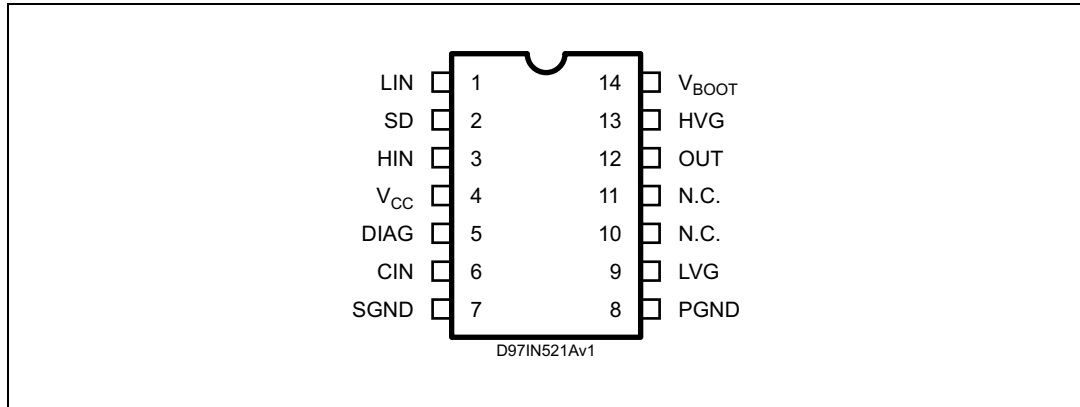 LIN 1 14 VBOOT
SD 2 13 HVG
HIN 3 12 OUT
VCC 4 11 N.C.
DIAG 5 10 N.C.
CIN 6 9 LVG
SGND 7 8 PGND
D97IN521Av1